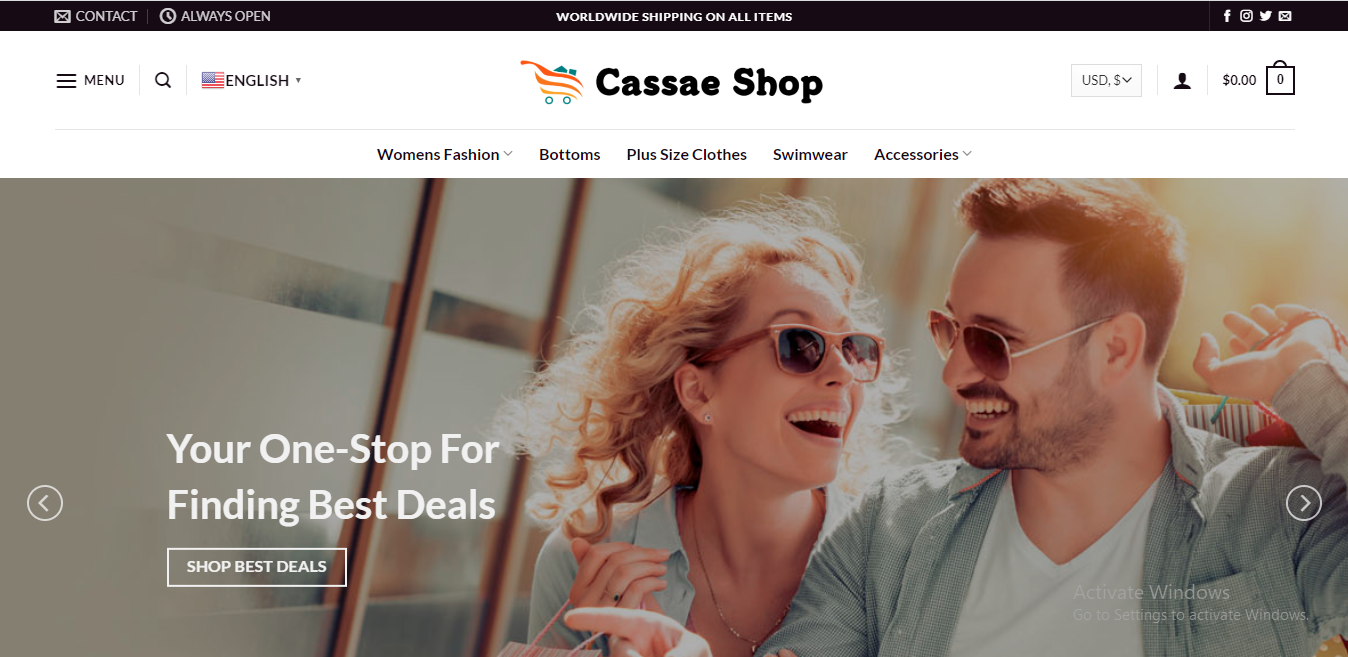 CONTACT
ALWAYS OPEN
WORLDWIDE SHIPPING ON ALL ITEMS
MENU
ENGLISH
Cassae Shop
USD, $
$0.00
0
Womens Fashion
Bottoms
Plus Size Clothes
Swimwear
Accessories
Your One-Stop For
Finding Best Deals
SHOP BEST DEALS
Activate Windows
Go to Settings to activate Windows.